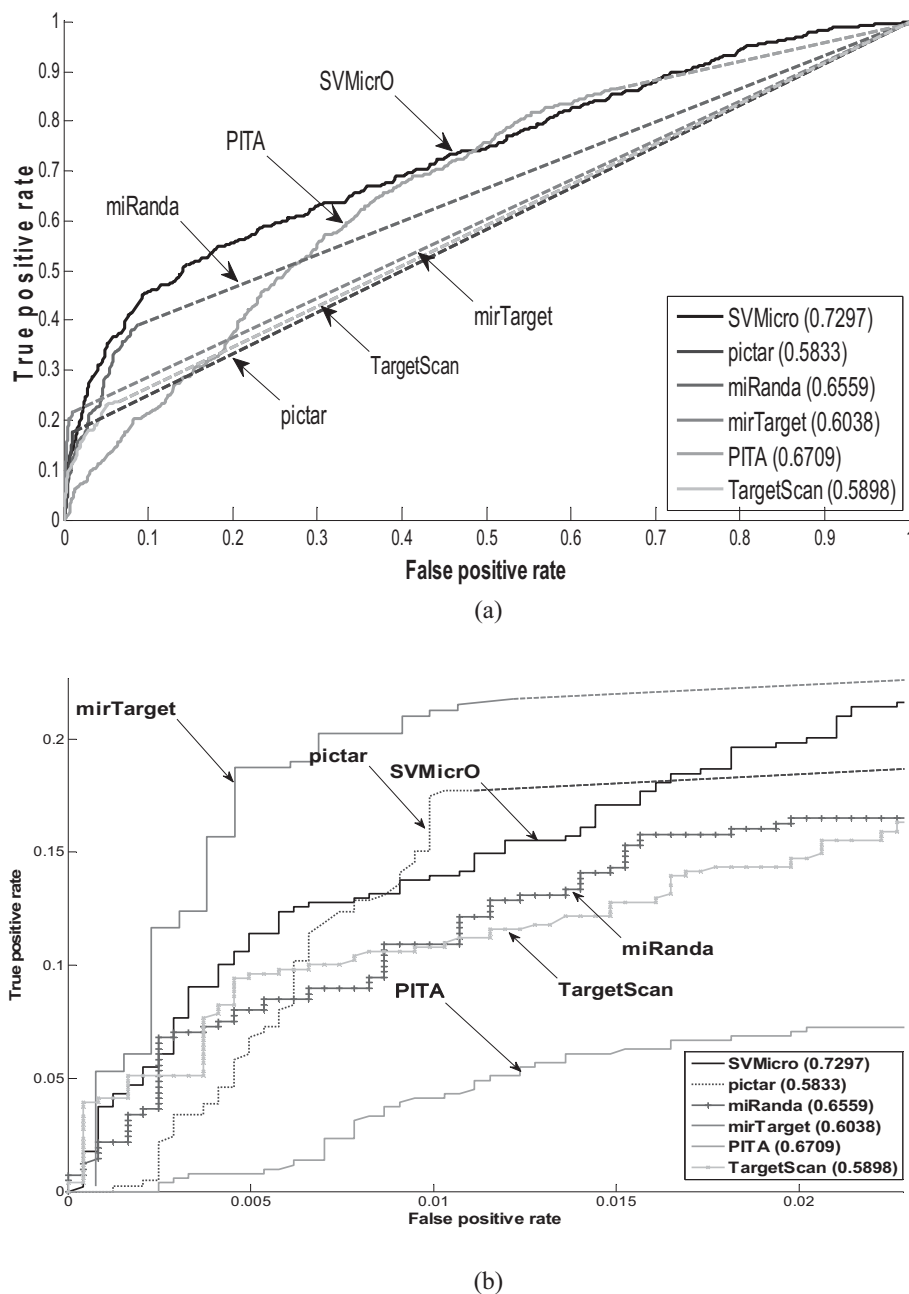 1
0.9
0.8
0.7
0.6
0.5
0.4
0.3
0.2
0.1
0
True positive rate
SVMicrO
PITA
miRanda
mirTarget
TargetScan
pictar
SVMicro (0.7297)
pictar (0.5833)
miRanda (0.6559)
mirTarget (0.6038)
PITA (0.6709)
TargetScan (0.5898)
0 0.1 0.2 0.3 0.4 0.5 0.6 0.7 0.8 0.9 1
False positive rate
(a)
0.2
0.15
0.1
0.05
0
True positive rate
mirTarget
pictar
SVMicrO
miRanda
TargetScan
PITA
SVMicro (0.7297)
pictar (0.5833)
miRanda (0.6559)
mirTarget (0.6038)
PITA (0.6709)
TargetScan (0.5898)
0 0.005 0.01 0.015 0.02
False positive rate
(b)